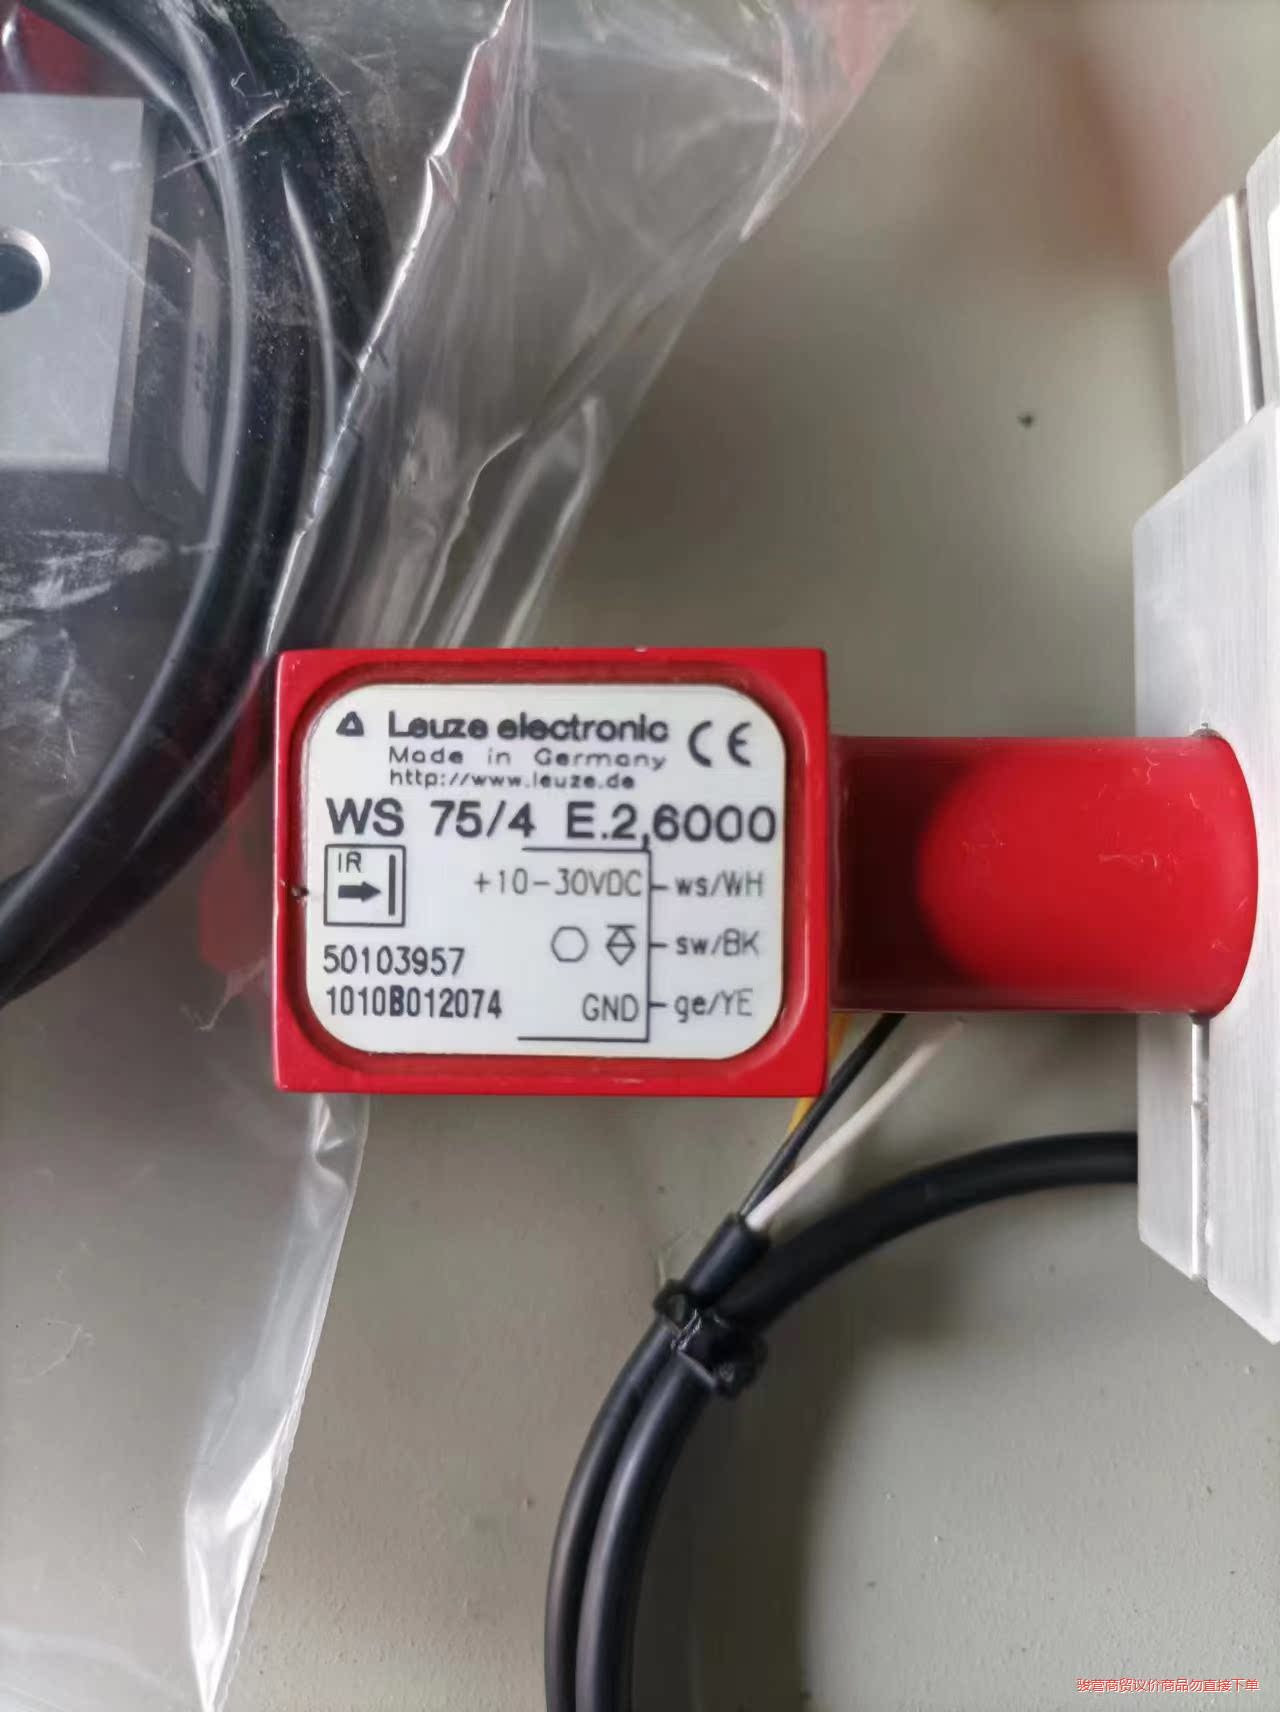 Leuze electronic CE
Made in Germany
http://www.leuze.de
WS 75/4 E.2,6000
IR
+10-30VDC ws/WH
sw/BK
50103957
1010B012074
GND ge/YE
骏营商贸议价商品勿直接下单